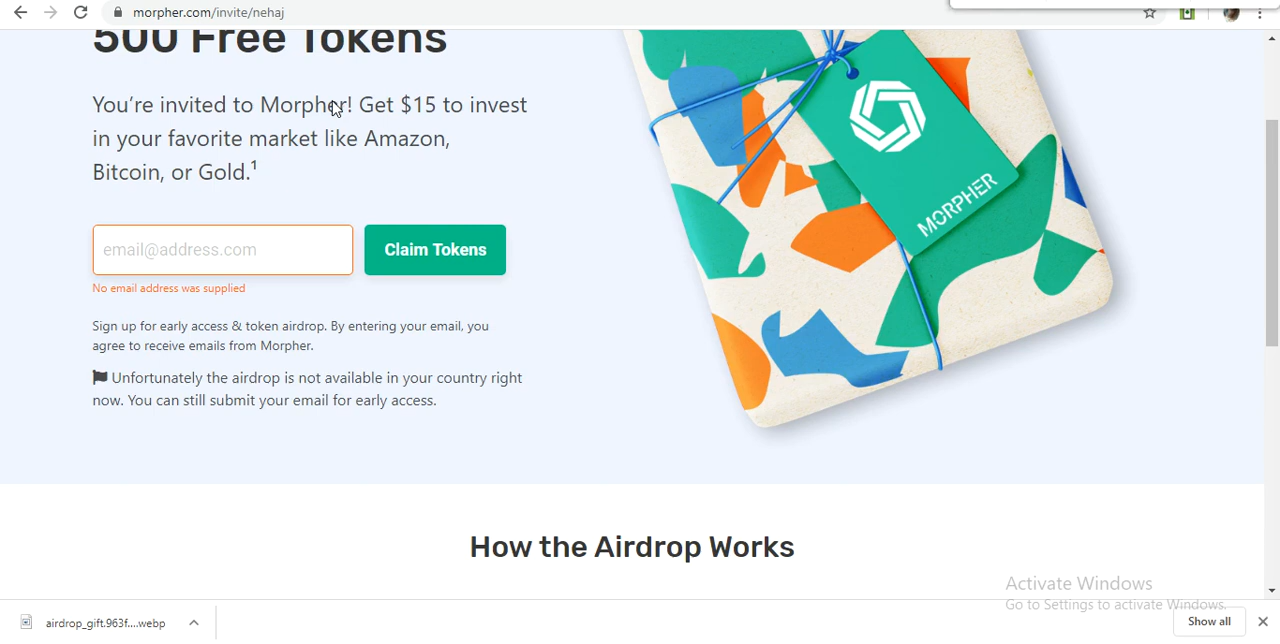 morpher.com/invite/nehaj
500 Free Tokens
You're invited to Morpher! Get $15 to invest
in your favorite market like Amazon,
Bitcoin, or Gold.¹
MORPHER
email@address.com
Claim Tokens
No email address was supplied
Sign up for early access & token airdrop. By entering your email, you
agree to receive emails from Morpher.
Unfortunately the airdrop is not available in your country right
now. You can still submit your email for early access.
How the Airdrop Works
Activate Windows
Go to Settings to activate Windows.
airdrop_gift.963f....webp
Show all